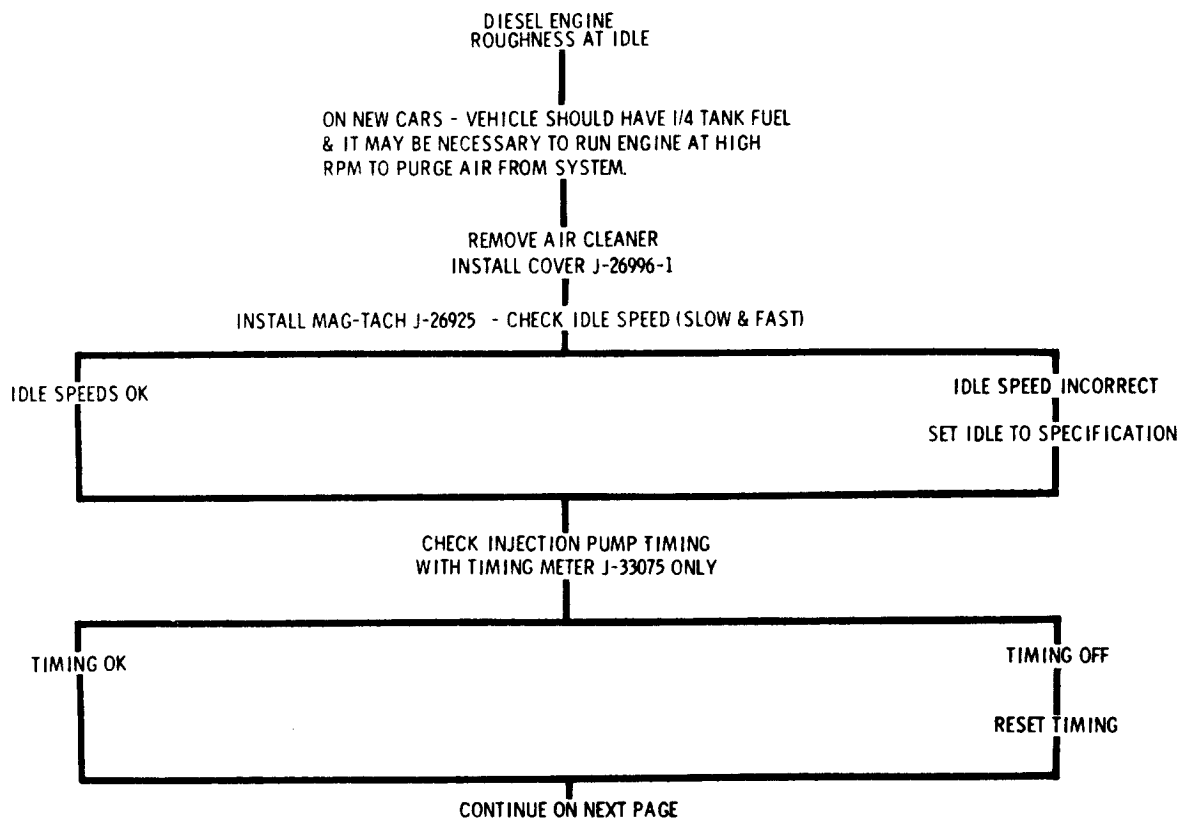 DIESEL ENGINE
ROUGHNESS AT IDLE
ON NEW CARS - VEHICLE SHOULD HAVE 1/4 TANK FUEL
& IT MAY BE NECESSARY TO RUN ENGINE AT HIGH
RPM TO PURGE AIR FROM SYSTEM.
REMOVE AIR CLEANER
INSTALL COVER J-26996-1
INSTALL MAG-TACH J-26925 - CHECK IDLE SPEED (SLOW & FAST)
IDLE SPEEDS OK
IDLE SPEED INCORRECT
SET IDLE TO SPECIFICATION
CHECK INJECTION PUMP TIMING
WITH TIMING METER J-33075 ONLY
TIMING OK
TIMING OFF
RESET TIMING
CONTINUE ON NEXT PAGE